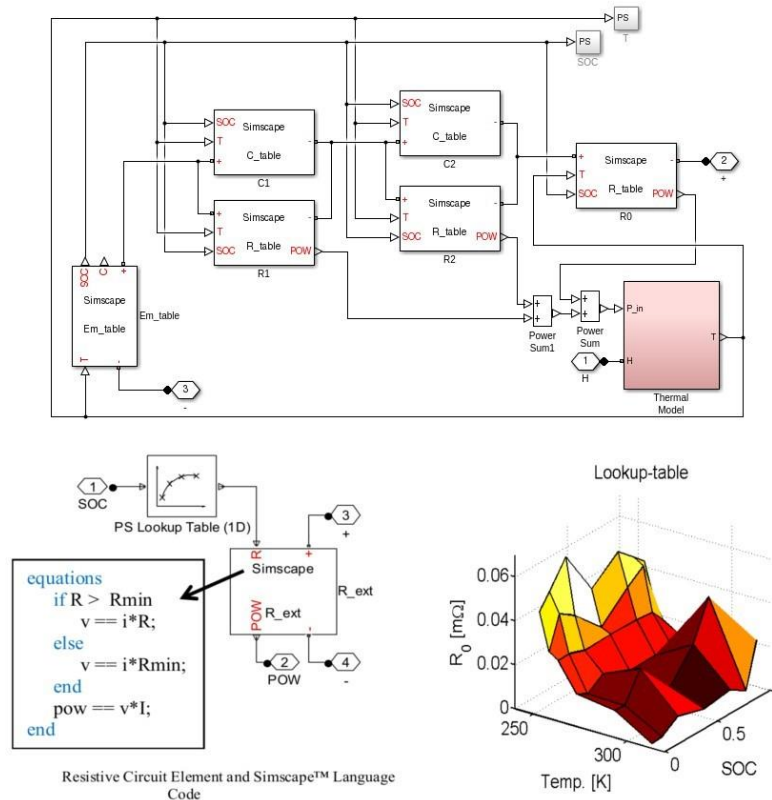 PS
T
PS
SOC
SOC
T
+
Simscape
C_table
-
C1
+
T
SOC
Simscape
R_table
-
POW
R1
SOC
T
+
Simscape
C_table
-
C2
+
T
SOC
Simscape
R_table
-
POW
R2
+
T
SOC
Simscape
R_table
-
POW
R0
2
+
SOC
C
+
Simscape
Em_table
T
-
Em_table
3
-
+
+
Power
Sum1
+
+
Power
Sum
1
H
P_in
H
T
Thermal
Model
1
SOC
PS Lookup Table (1D)
3
+
R
+
Simscape
R_ext
POW
-
R_ext
2
POW
4
-
equations
if R > Rmin
v == i*R;
else
v == i*Rmin;
end
pow == v*I;
end
Resistive Circuit Element and Simscape™ Language
Code
Lookup-table
R0 [mΩ]
0.06
0.04
0.02
0
250
300
Temp. [K]
0
0.5
SOC